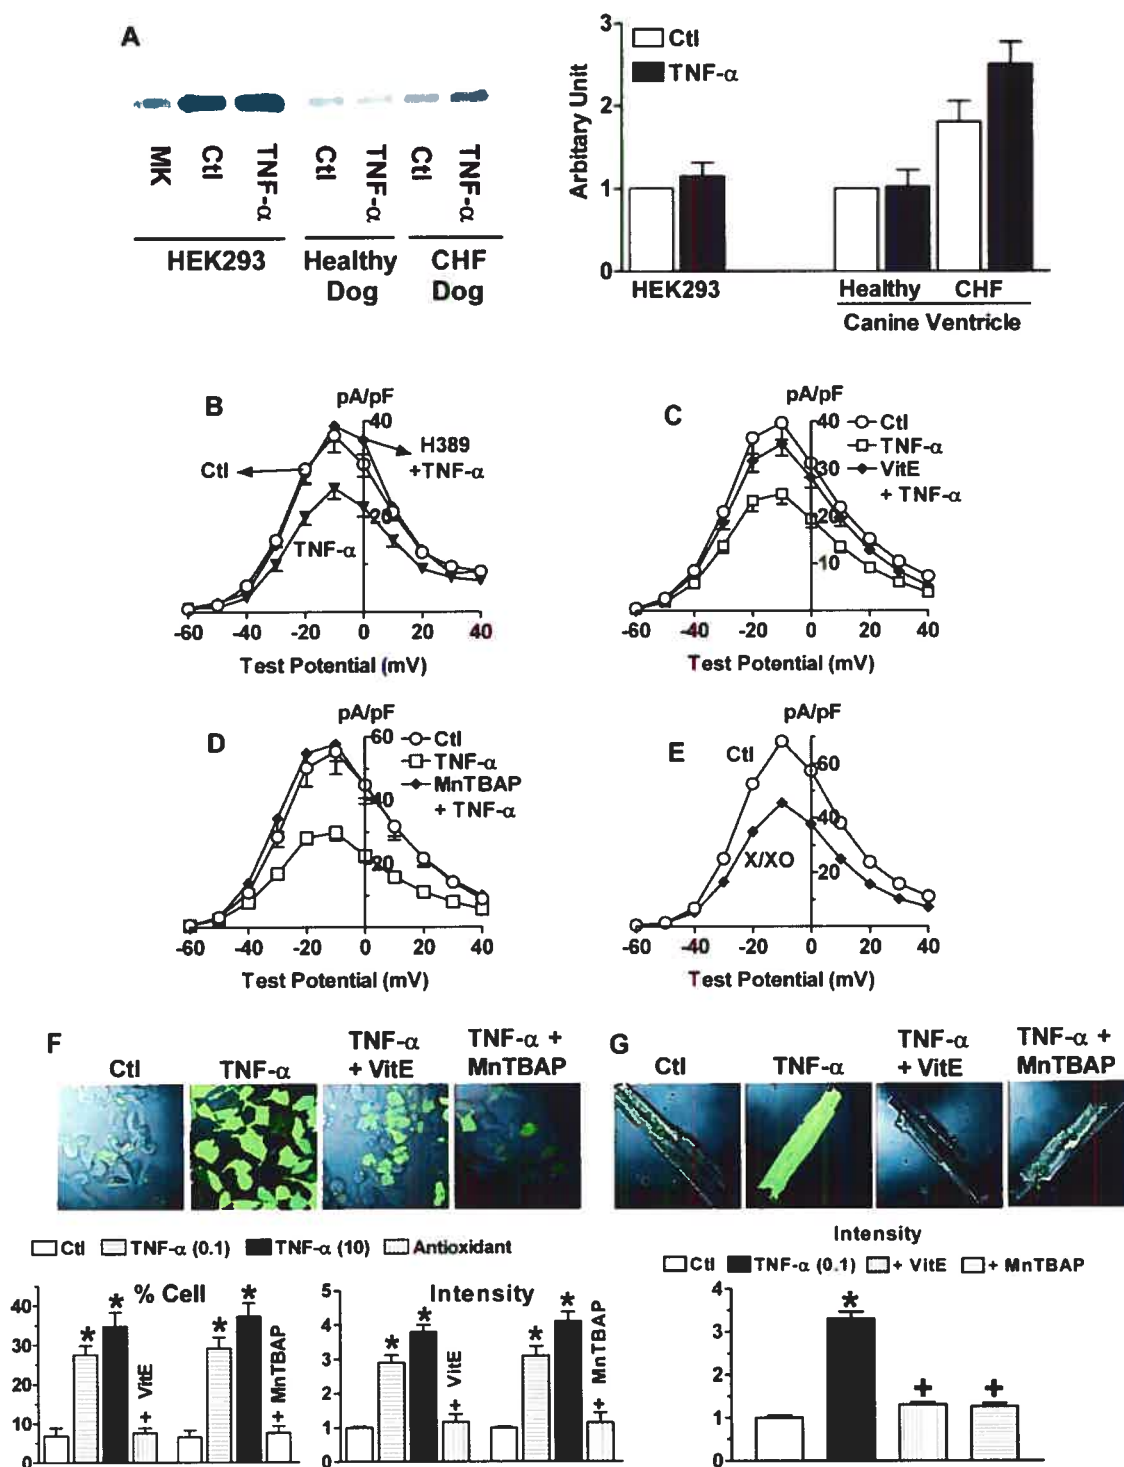 A
MK
Ctl
TNF-α
Ctl
TNF-α
Ctl
TNF-α
HEK293
Healthy Dog
CHF Dog
Arbitary Unit
3
2
1
0
Ctl
TNF-α
HEK293
Healthy
CHF
Canine Ventricle
B
pA/pF
40
20
Ctl
H389
+TNF-α
TNF-α
-60 -40 -20 0 20 40
Test Potential (mV)
C
pA/pF
40
30
20
10
Ctl
TNF-α
VitE
+ TNF-α
-60 -40 -20 0 20 40
Test Potential (mV)
D
pA/pF
60
40
20
Ctl
TNF-α
MnTBAP
+ TNF-α
-60 -40 -20 0 20 40
Test Potential (mV)
E
pA/pF
60
40
20
Ctl
X/XO
-60 -40 -20 0 20 40
Test Potential (mV)
F
Ctl
TNF-α
TNF-α
+ VitE
TNF-α +
MnTBAP
Ctl TNF-α (0.1) TNF-α (10) Antioxidant
% Cell
40
30
20
10
0
+ VitE
+ MnTBAP
Intensity
5
4
3
2
1
0
+ VitE
+ MnTBAP
* * * *
* * * *
G
Ctl
TNF-α
TNF-α
+ VitE
TNF-α +
MnTBAP
Intensity
Ctl TNF-α (0.1) + VitE + MnTBAP
4
3
2
1
0
* + +